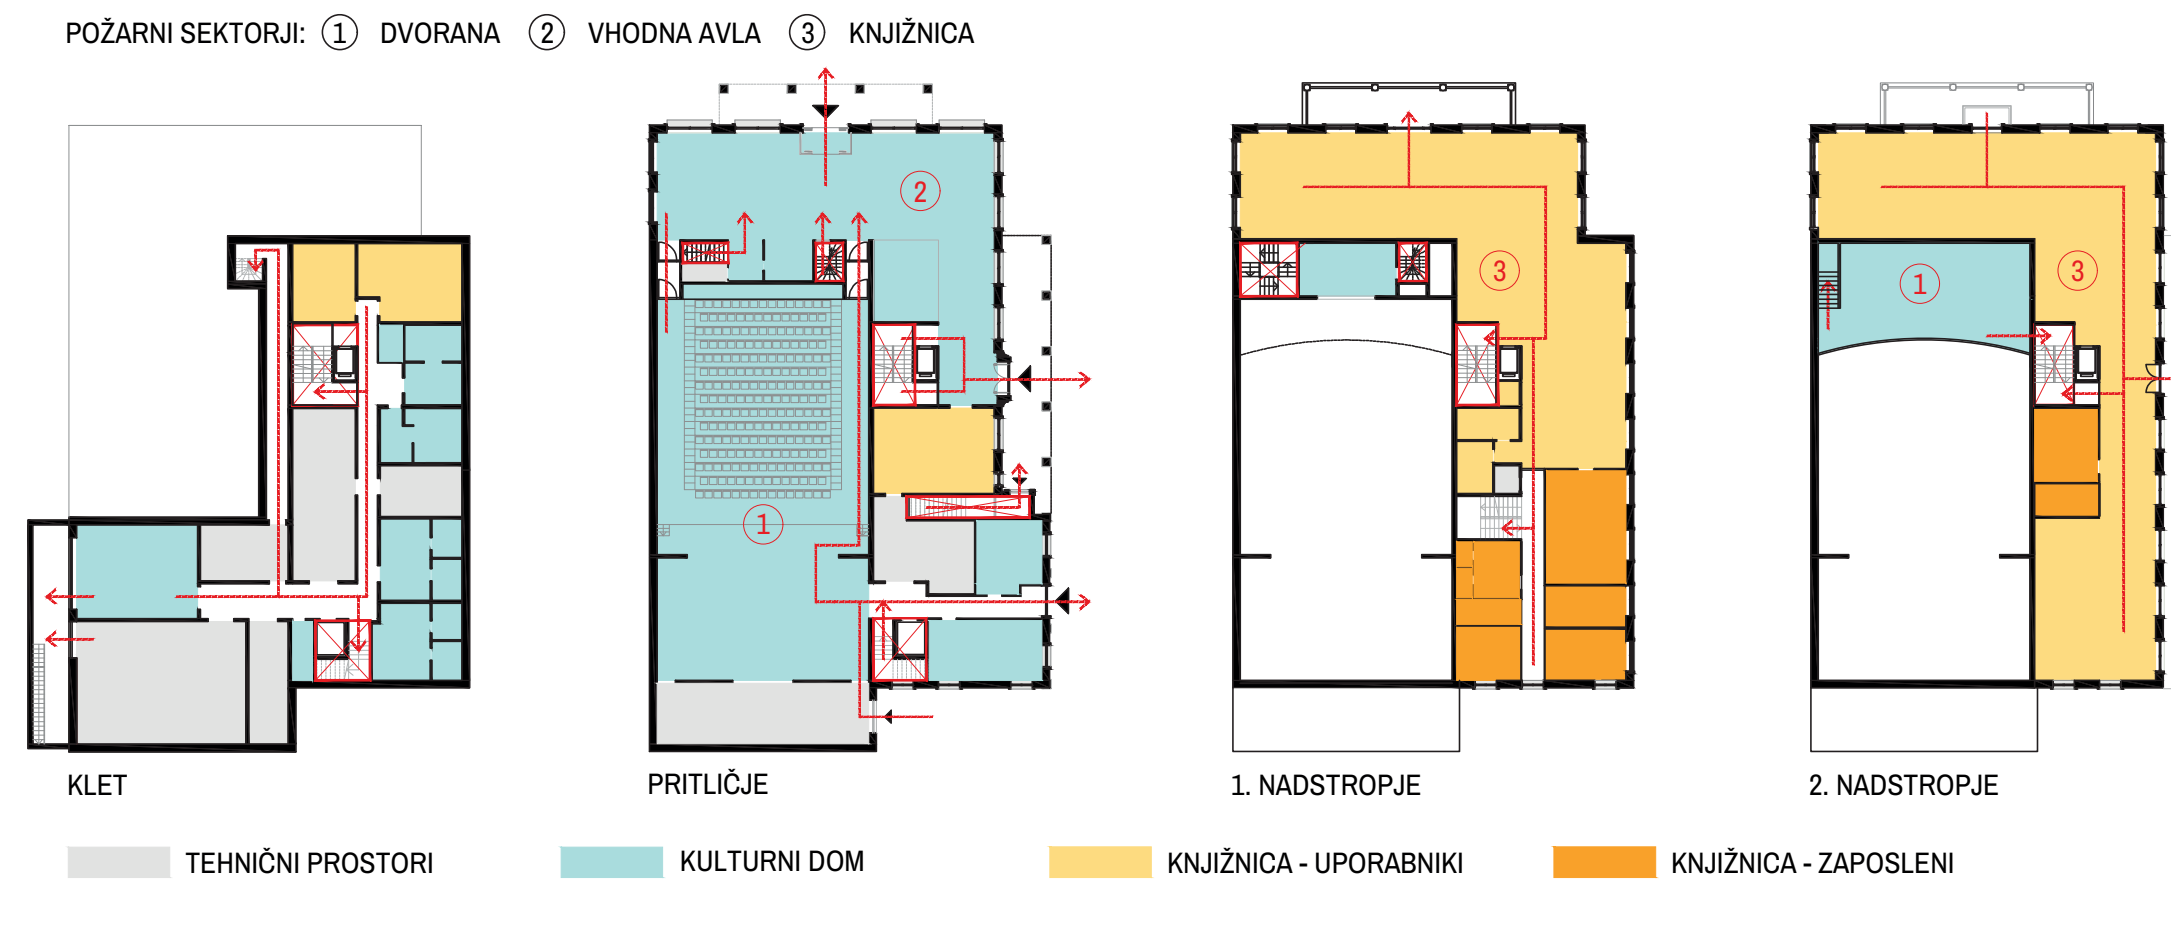 POŽARNI SEKTORJI: 1 DVORANA 2 VHODNA AVLA 3 KNJIŽNICA
2
3
1
3
1
KLET
PRITLIČJE
1. NADSTROPJE
2. NADSTROPJE
TEHNIČNI PROSTORI
KULTURNI DOM
KNJIŽNICA - UPORABNIKI
KNJIŽNICA - ZAPOSLENI